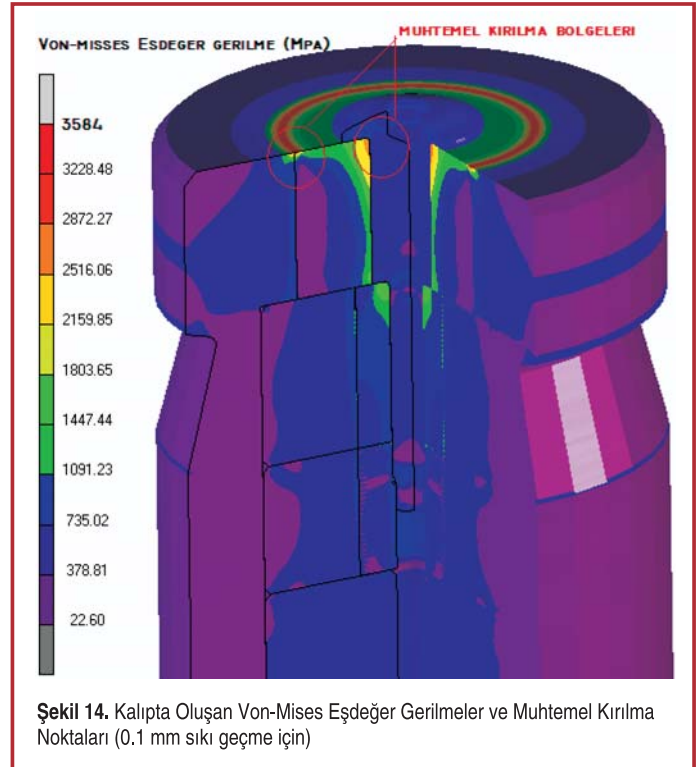 MUHTEMEL KIRILMA BOLGELERI
VON-MISSES ESDEGER GERILME (MPA)
3584
3228.48
2872.27
2516.06
2159.85
1803.65
1447.44
1091.23
735.02
378.81
22.60
Şekil 14. Kalıpta Oluşan Von-Mises Eşdeğer Gerilmeler ve Muhtemel Kırılma
Noktaları (0.1 mm sıkı geçme için)